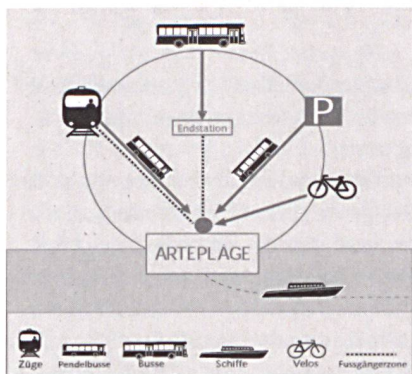 P
Endstation
ARTEPLAGE
Züge Pendelbusse Busse Schiffe Velos Fussgängerzone